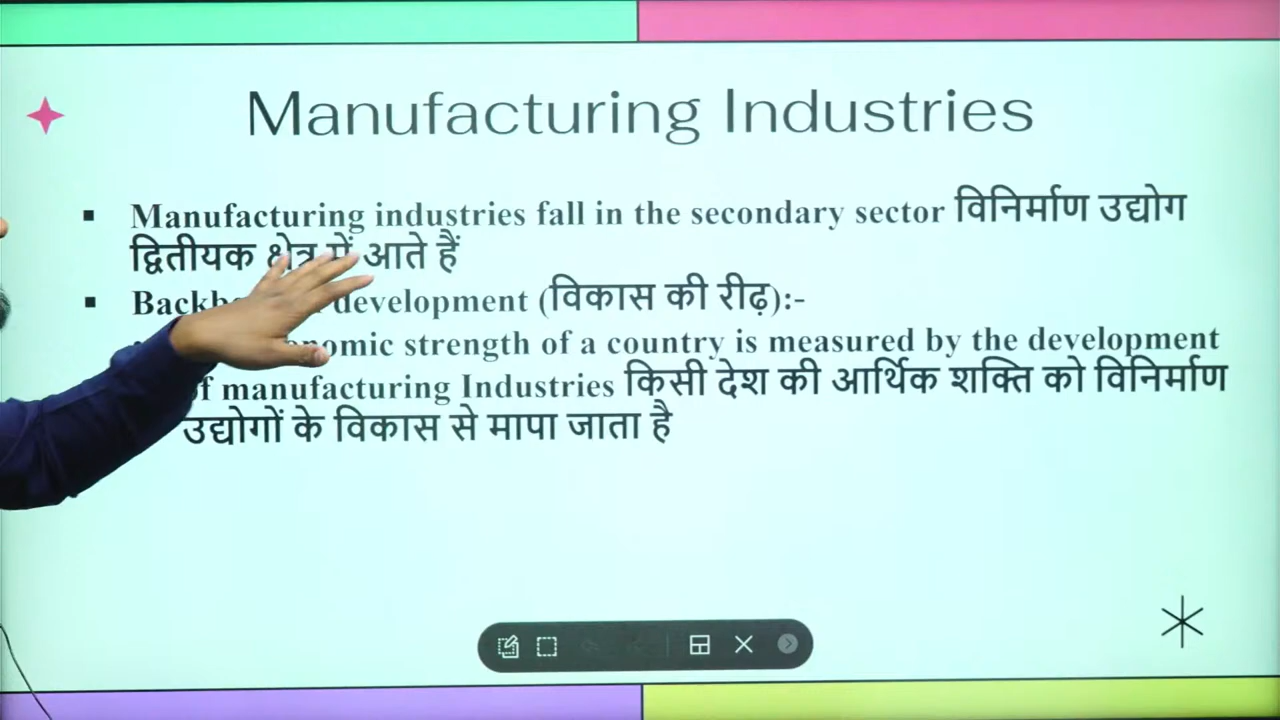 Manufacturing Industries
▪ Manufacturing industries fall in the secondary sector विनिर्माण उद्योग
द्वितीयक क्षेत्र में आते हैं
▪ development (विकास की रीढ़):-
strength of a country is measured by the development
of manufacturing Industries किसी देश की आर्थिक शक्ति को विनिर्माण
उद्योगों के विकास से मापा जाता है